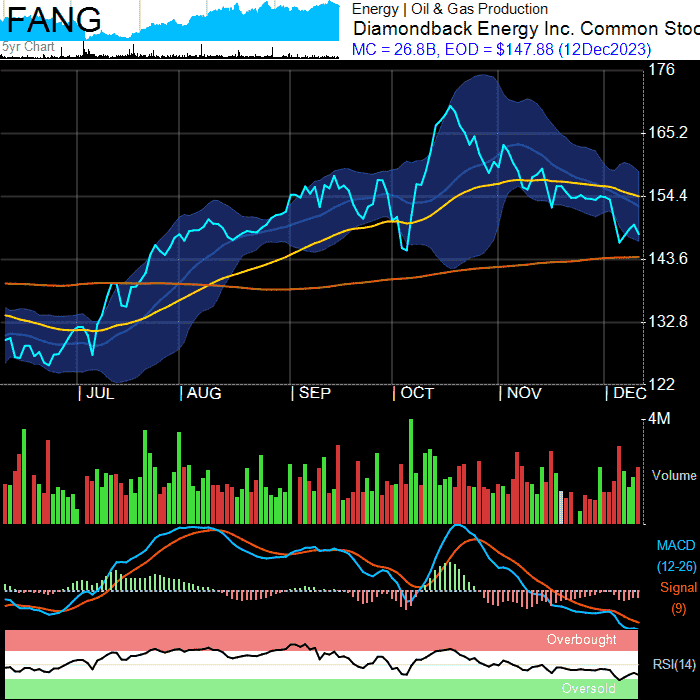 FANG
5yr Chart
Energy | Oil & Gas Production
Diamondback Energy Inc. Common Stoc
MC = 26.8B, EOD = $147.88 (12Dec2023)
176
165.2
154.4
143.6
132.8
122
JUL
AUG
SEP
OCT
NOV
DEC
4M
Volume
MACD
(12-26)
Signal
(9)
Overbought
RSI(14)
Oversold